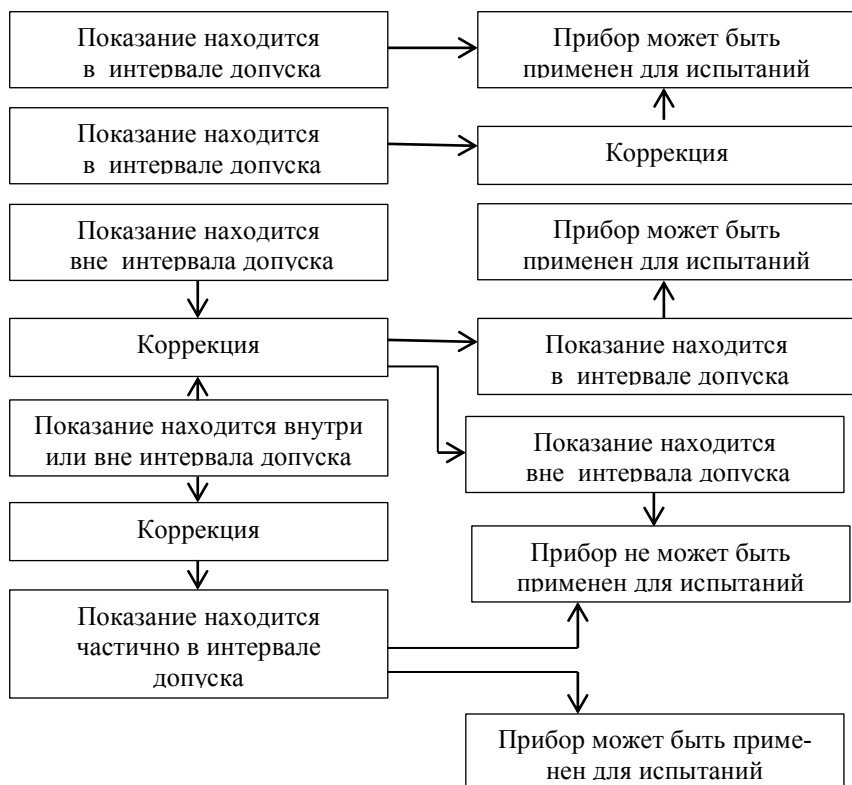 Показание находится
в интервале допуска
Прибор может быть
применен для испытаний
Показание находится
в интервале допуска
Коррекция
Показание находится
вне интервала допуска
Прибор может быть
применен для испытаний
Коррекция
Показание находится
в интервале допуска
Показание находится внутри
или вне интервала допуска
Показание находится
вне интервала допуска
Коррекция
Прибор не может быть
применен для испытаний
Показание находится
частично в интервале
допуска
Прибор может быть приме-
нен для испытаний